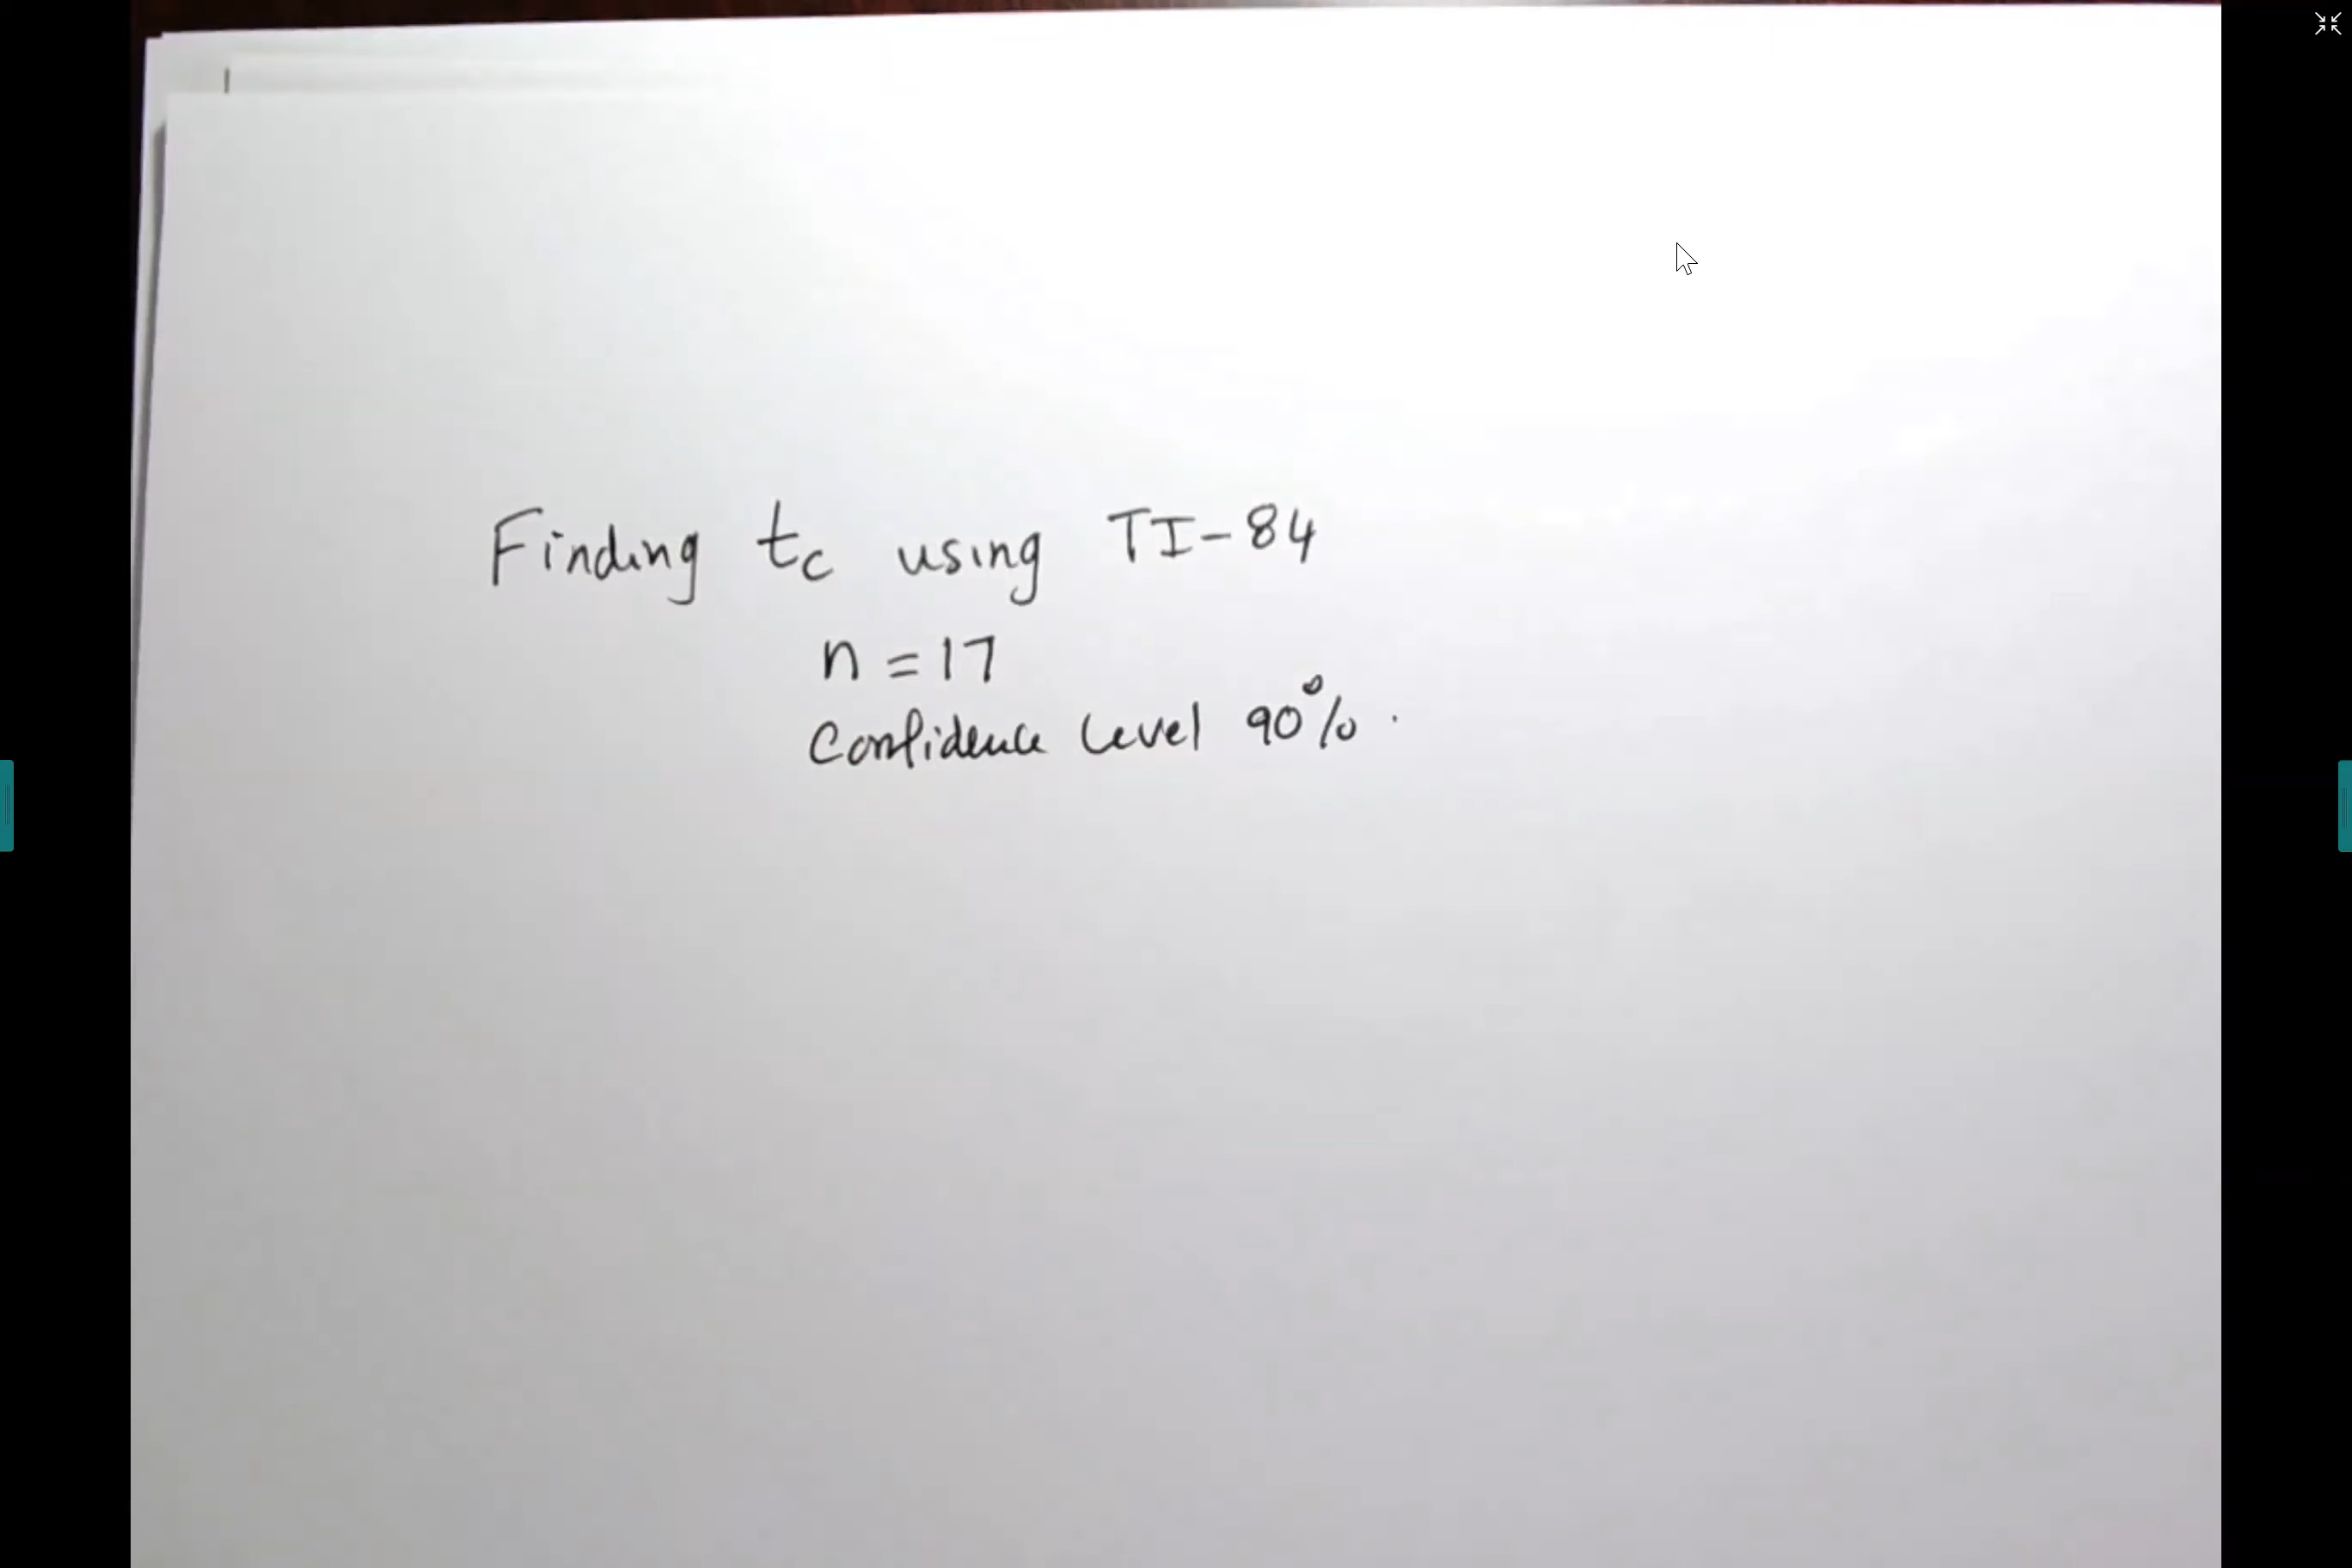 Finding tc using TI-84
n = 17
Confidence Level 90%.